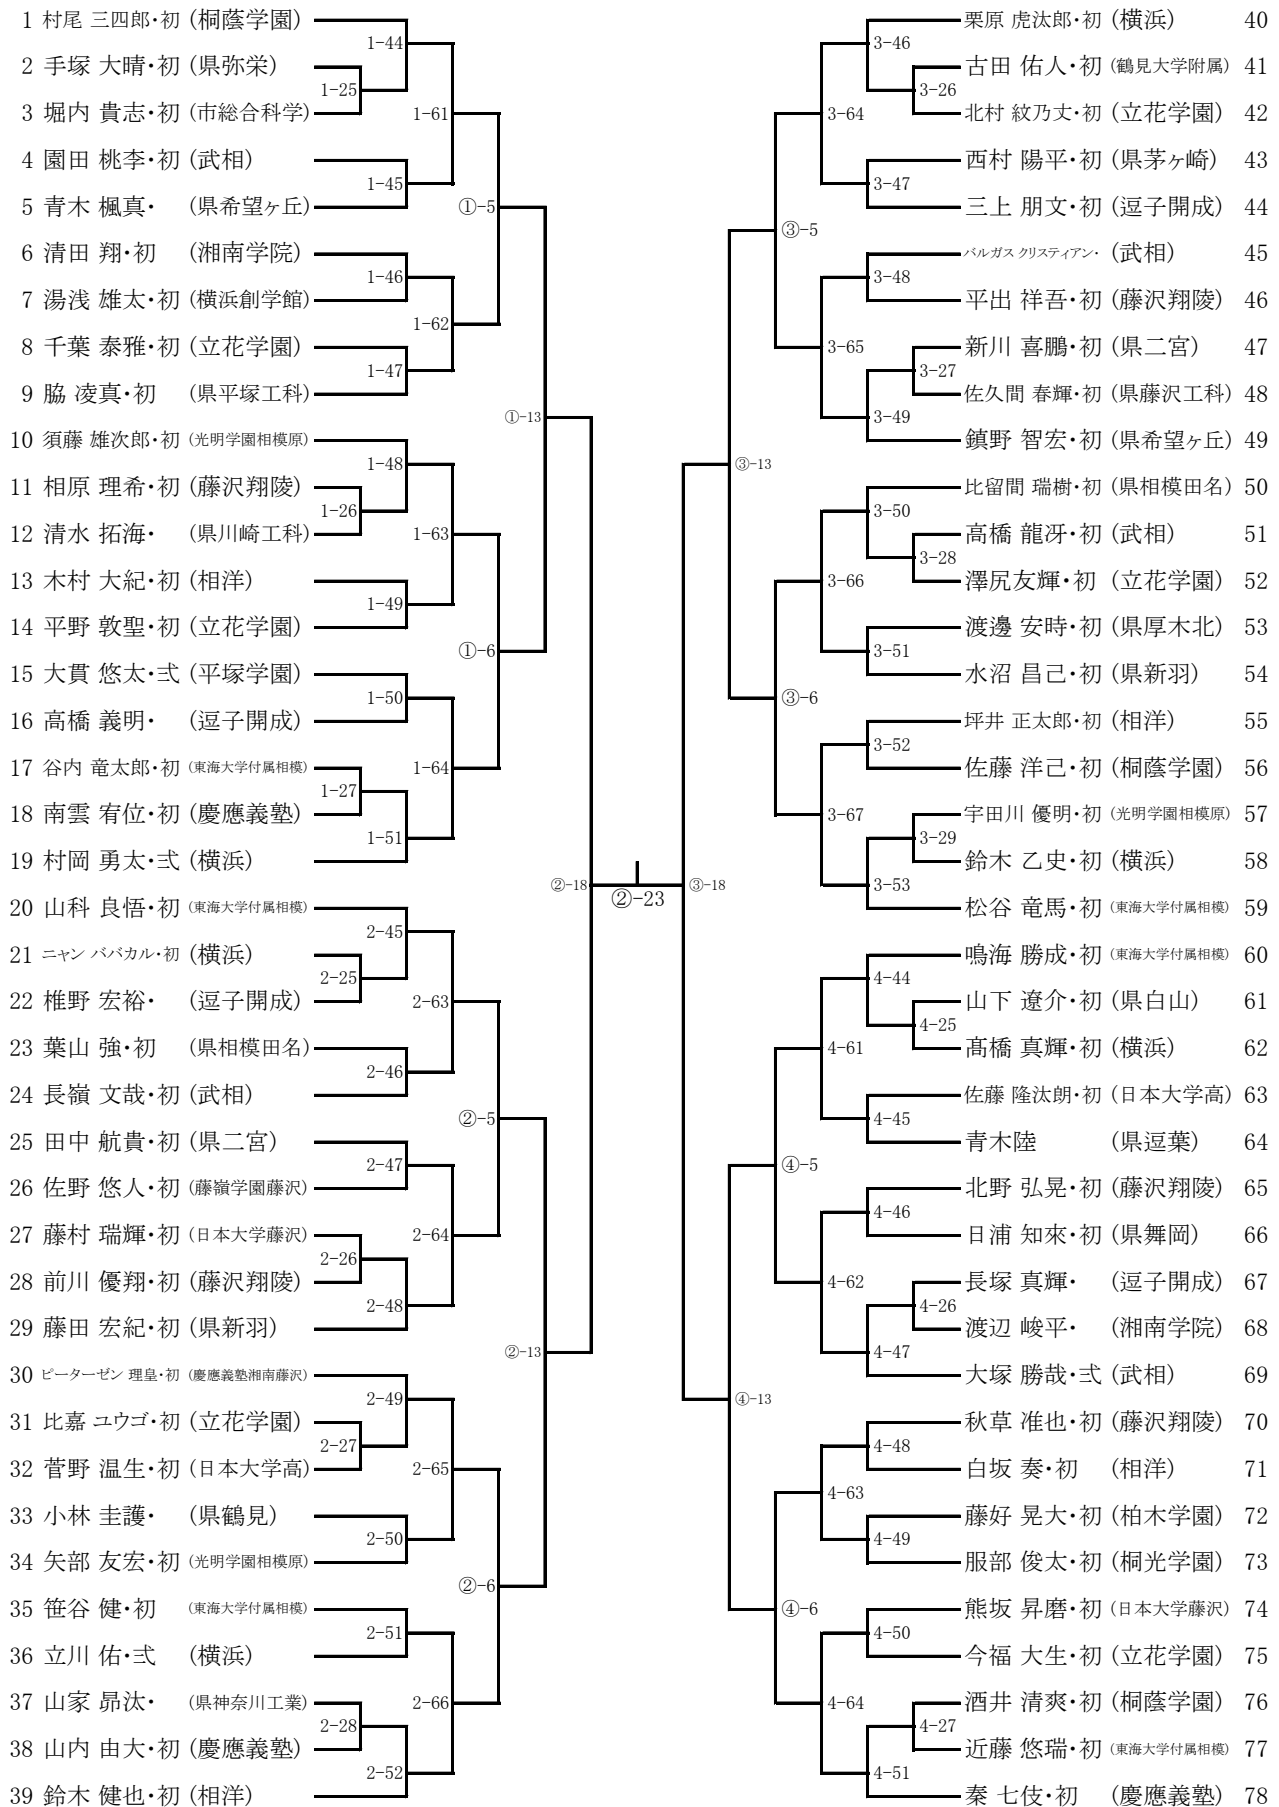 1 村尾 三四郎・初 (桐蔭学園)
1-44
2 手塚 大晴・初 (県弥栄)
1-25
3 堀内 貴志・初 (市総合科学)
1-61
4 園田 桃李・初 (武相)
1-45
5 青木 楓真・ (県希望ヶ丘)
①-5
6 清田 翔・初 (湘南学院)
1-46
7 湯浅 雄太・初 (横浜創学館)
1-62
8 千葉 泰雅・初 (立花学園)
1-47
9 脇 凌真・初 (県平塚工科)
①-13
10 須藤 雄次郎・初 (光明学園相模原)
1-48
11 相原 理希・初 (藤沢翔陵)
1-26
12 清水 拓海・ (県川崎工科)
1-63
13 木村 大紀・初 (相洋)
1-49
14 平野 敦聖・初 (立花学園)
①-6
15 大貫 悠太・弐 (平塚学園)
1-50
16 高橋 義明・ (逗子開成)
17 谷内 竜太郎・初 (東海大学付属相模)
1-64
1-27
18 南雲 宥位・初 (慶應義塾)
1-51
19 村岡 勇太・弐 (横浜)
②-18
20 山科 良悟・初 (東海大学付属相模)
2-45
21 ニャン ババカル・初 (横浜)
2-25
22 椎野 宏裕・ (逗子開成)
2-63
23 葉山 強・初 (県相模田名)
2-46
24 長嶺 文哉・初 (武相)
②-5
25 田中 航貴・初 (県二宮)
2-47
26 佐野 悠人・初 (藤嶺学園藤沢)
27 藤村 瑞輝・初 (日本大学藤沢)
2-64
2-26
28 前川 優翔・初 (藤沢翔陵)
2-48
29 藤田 宏紀・初 (県新羽)
②-13
30 ピーターゼン 理皇・初 (慶應義塾湘南藤沢)
2-49
31 比嘉 ユウゴ・初 (立花学園)
2-27
32 菅野 温生・初 (日本大学高)
2-65
33 小林 圭護・ (県鶴見)
2-50
34 矢部 友宏・初 (光明学園相模原)
②-6
35 笹谷 健・初 (東海大学付属相模)
2-51
36 立川 佑・弐 (横浜)
37 山家 昴汰・ (県神奈川工業)
2-66
2-28
38 山内 由大・初 (慶應義塾)
2-52
39 鈴木 健也・初 (相洋)
②-23
栗原 虎汰郎・初 (横浜) 40
3-46
古田 佑人・初 (鶴見大学附属) 41
3-26
北村 紋乃丈・初 (立花学園) 42
3-64
西村 陽平・初 (県茅ヶ崎) 43
3-47
三上 朋文・初 (逗子開成) 44
③-5
バルガス クリスティアン・ (武相) 45
3-48
平出 祥吾・初 (藤沢翔陵) 46
新川 喜鵬・初 (県二宮) 47
3-65
3-27
佐久間 春輝・初 (県藤沢工科) 48
3-49
鎮野 智宏・初 (県希望ヶ丘) 49
③-13
比留間 瑞樹・初 (県相模田名) 50
3-50
高橋 龍冴・初 (武相) 51
3-28
澤尻友輝・初 (立花学園) 52
3-66
渡邊 安時・初 (県厚木北) 53
3-51
水沼 昌己・初 (県新羽) 54
③-6
坪井 正太郎・初 (相洋) 55
3-52
佐藤 洋己・初 (桐蔭学園) 56
宇田川 優明・初 (光明学園相模原) 57
3-67
3-29
鈴木 乙史・初 (横浜) 58
3-53
③-18
松谷 竜馬・初 (東海大学付属相模) 59
鳴海 勝成・初 (東海大学付属相模) 60
4-44
山下 遼介・初 (県白山) 61
4-25
髙橋 真輝・初 (横浜) 62
4-61
佐藤 隆汰朗・初 (日本大学高) 63
4-45
青木陸 (県逗葉) 64
④-5
北野 弘晃・初 (藤沢翔陵) 65
4-46
日浦 知來・初 (県舞岡) 66
長塚 真輝・ (逗子開成) 67
4-62
4-26
渡辺 峻平・ (湘南学院) 68
4-47
大塚 勝哉・弐 (武相) 69
④-13
秋草 准也・初 (藤沢翔陵) 70
4-48
白坂 奏・初 (相洋) 71
4-63
藤好 晃大・初 (柏木学園) 72
4-49
服部 俊太・初 (桐光学園) 73
④-6
熊坂 昇磨・初 (日本大学藤沢) 74
4-50
今福 大生・初 (立花学園) 75
酒井 清爽・初 (桐蔭学園) 76
4-64
4-27
近藤 悠瑞・初 (東海大学付属相模) 77
4-51
秦 七伎・初 (慶應義塾) 78